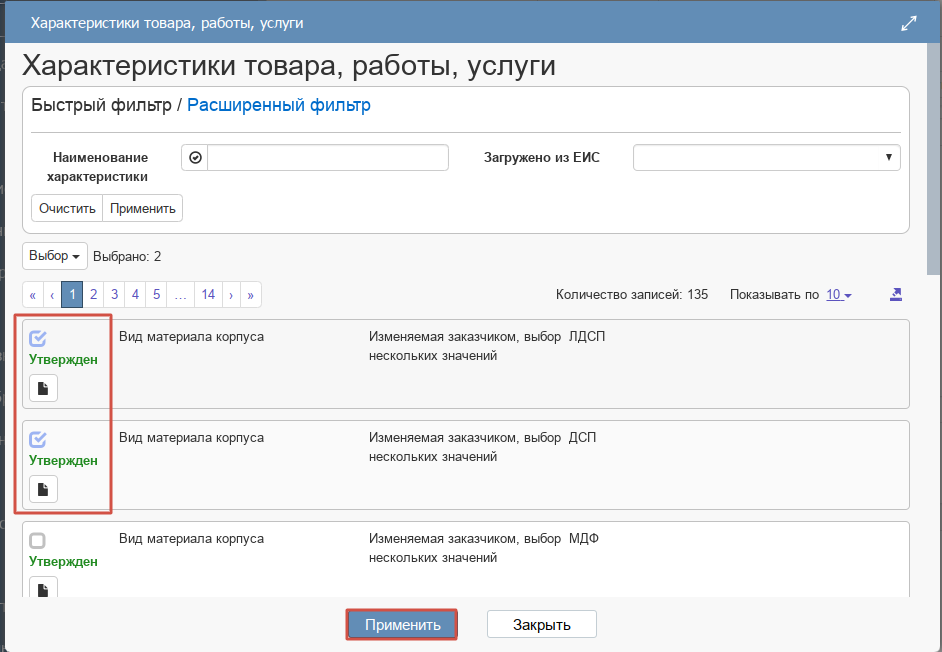 Характеристики товара, работы, услуги
Характеристики товара, работы, услуги
Быстрый фильтр / Расширенный фильтр
Наименование характеристики
Загружено из ЕИС
Очистить Применить
Выбор Выбрано: 2
« ‹ 1 2 3 4 5 … 14 › » Количество записей: 135 Показывать по 10
Вид материала корпуса Изменяемая заказчиком, выбор ЛДСП
нескольких значений
Утвержден
Вид материала корпуса Изменяемая заказчиком, выбор ДСП
нескольких значений
Утвержден
Вид материала корпуса Изменяемая заказчиком, выбор МДФ
нескольких значений
Утвержден
Применить Закрыть